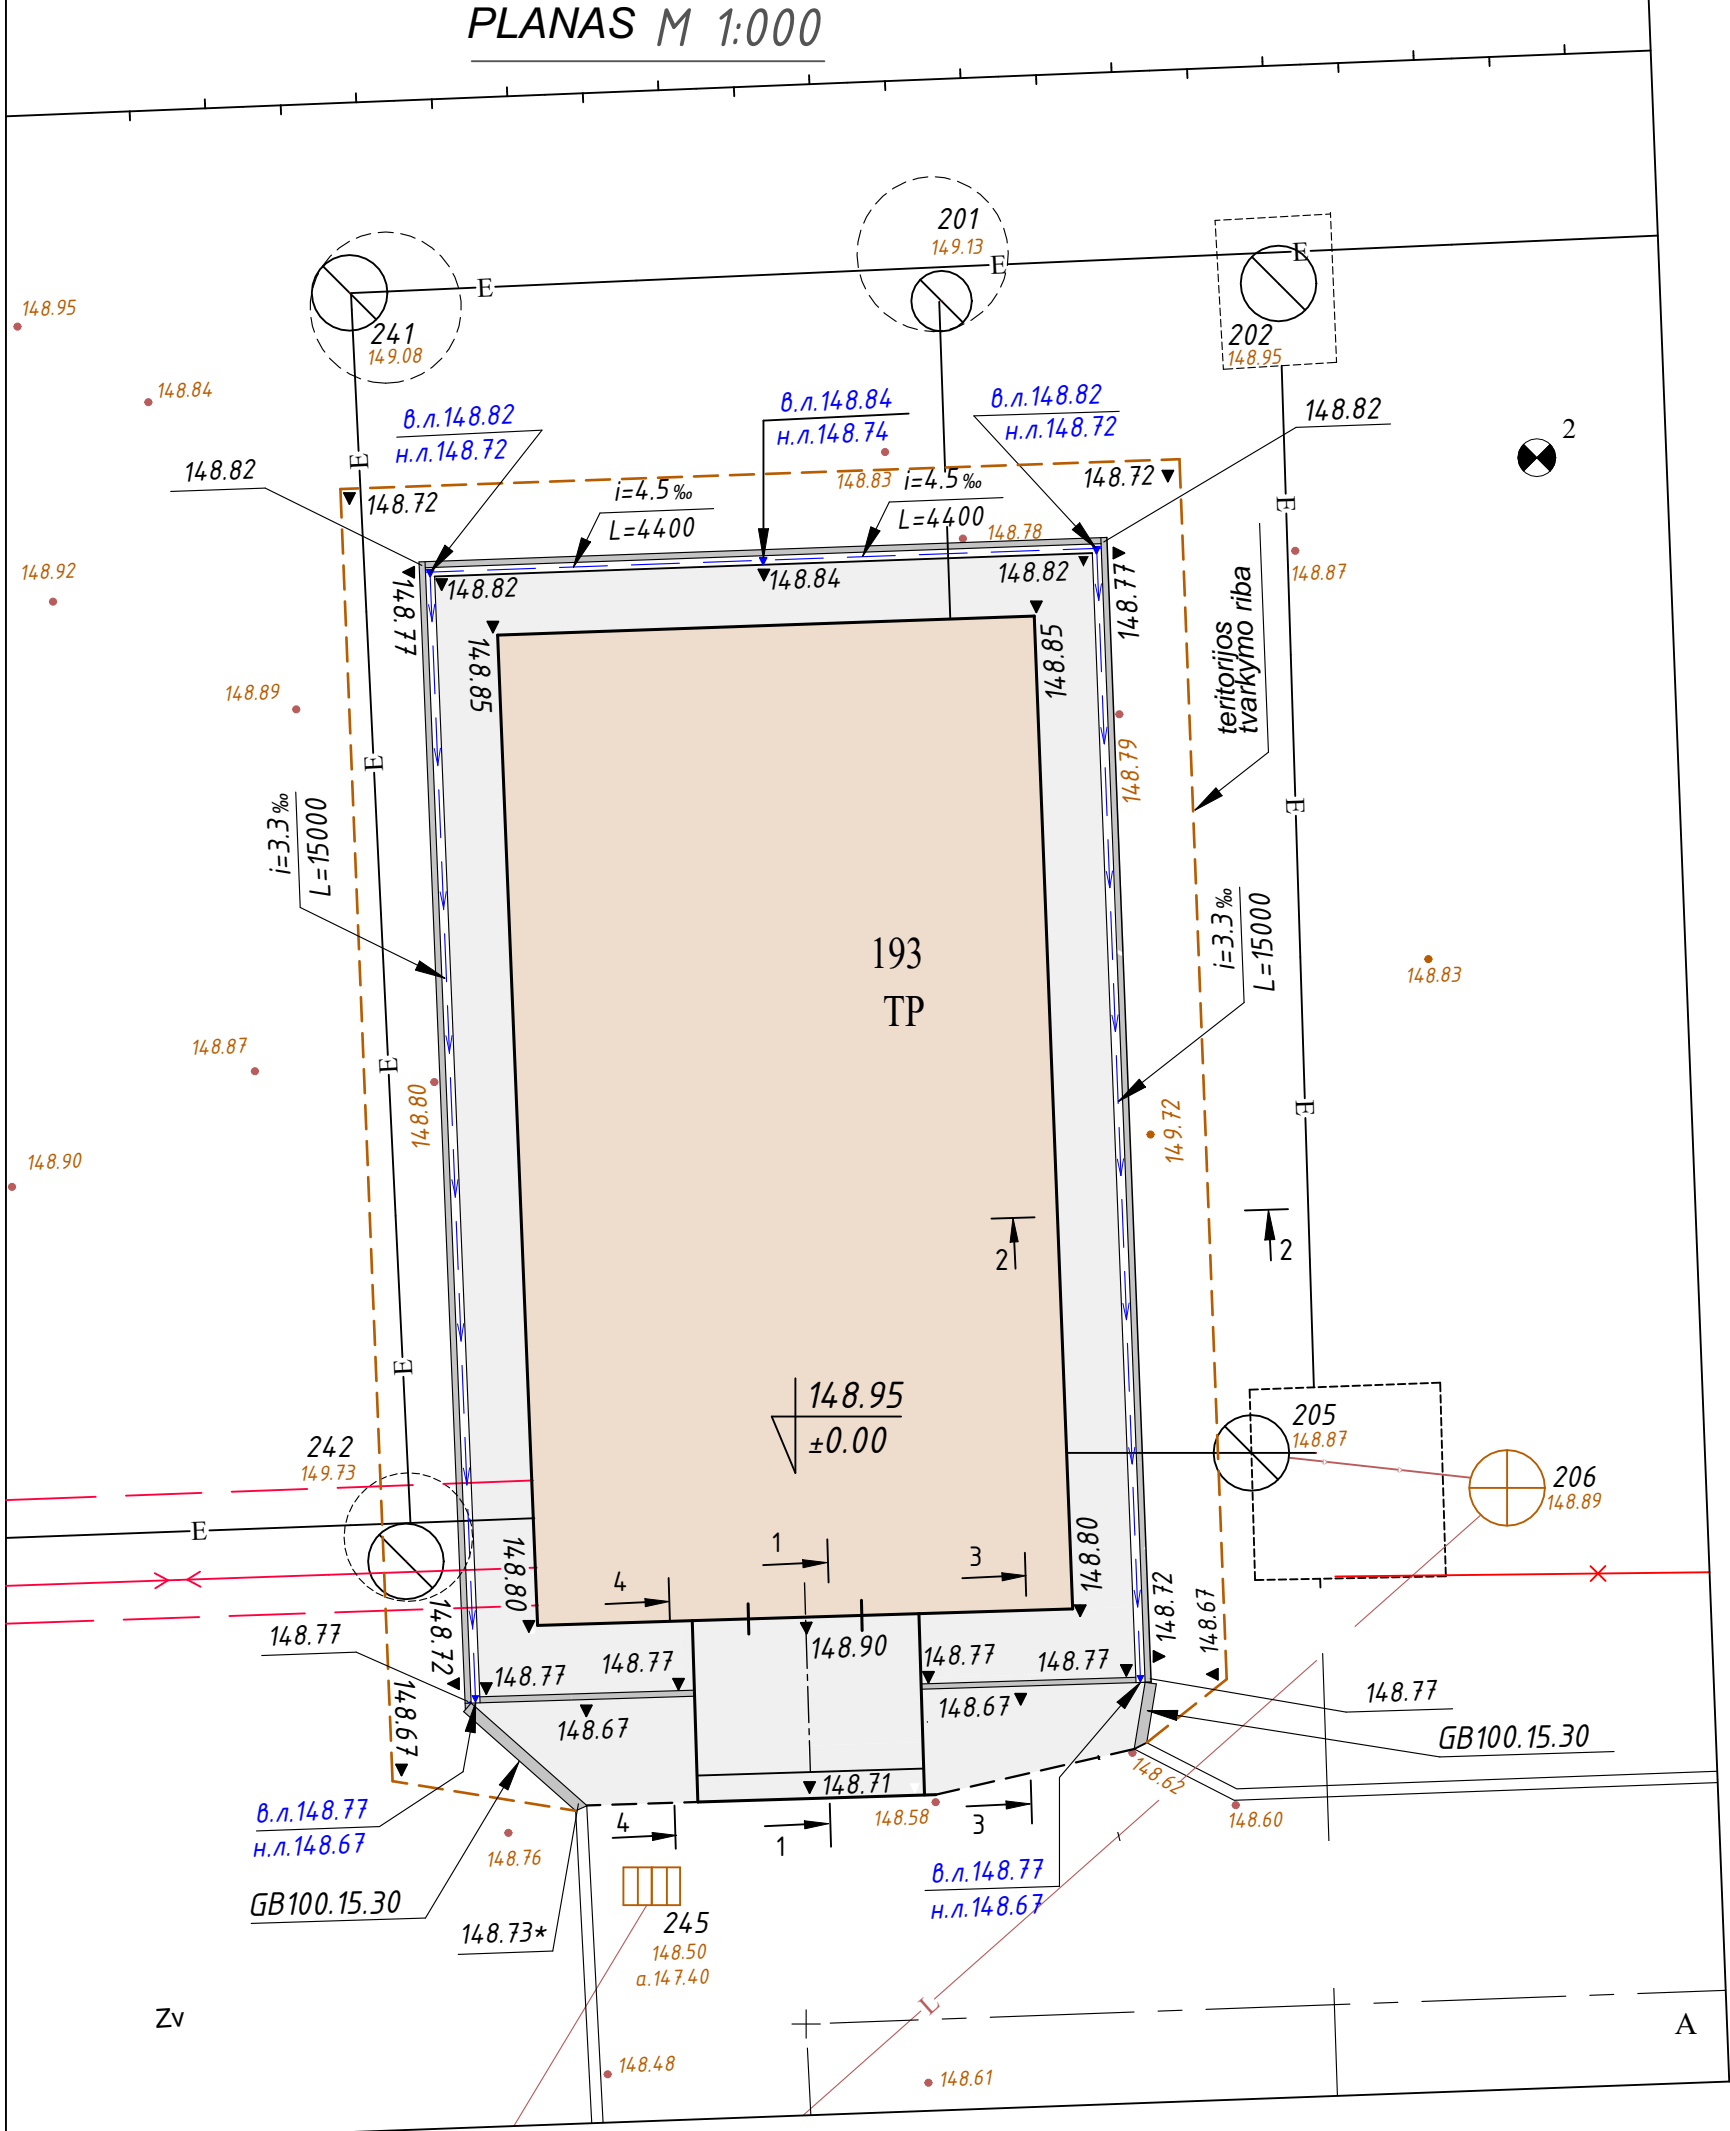 PLANAS M 1:000
201
149.13
E
E
E
241
149.08
202
148.95
148.95
148.84
в.л.148.82
н.л.148.72
в.л.148.84
н.л.148.74
в.л.148.82
н.л.148.72
148.82
2
148.82
E
148.72
i=4.5‰
L=4400
148.83
i=4.5‰
L=4400
148.72
E
148.78
148.92
148.87
148.77
148.82
148.84
148.82
148.77
148.85
148.85
teritorijos
tvarkymo riba
148.89
148.79
E
E
i=3.3‰
L=15000
i=3.3‰
L=15000
193
TP
148.83
148.87
E
148.80
149.72
E
148.90
2
2
E
148.95
±0.00
242
149.73
205
148.87
206
148.89
E
148.80
148.80
1
3
4
148.77
148.72
148.77
148.77
148.90
148.77
148.77
148.72
148.67
148.67
148.67
148.67
148.77
GB100.15.30
148.71
148.62
148.58
148.60
в.л.148.77
н.л.148.67
148.76
4
1
3
в.л.148.77
н.л.148.67
GB100.15.30
148.73*
245
148.50
a.147.40
L
Zv
A
148.48
148.61